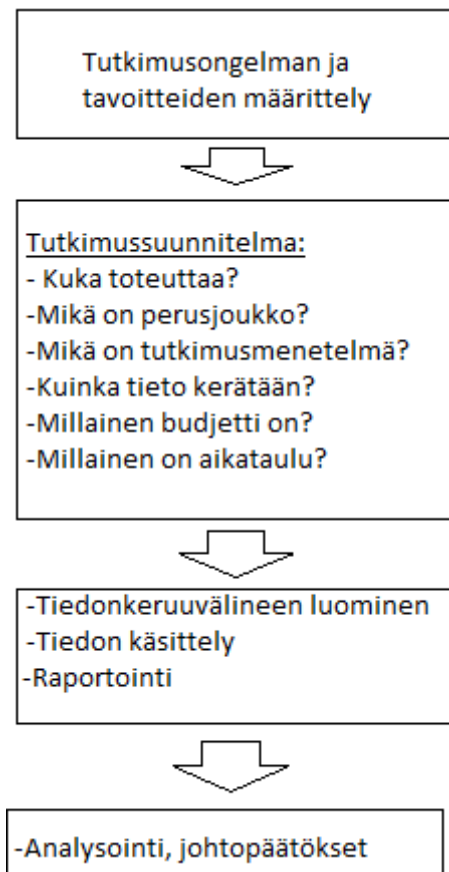 Tutkimusongelman ja
tavoitteiden määrittely
Tutkimussuunnitelma:
- Kuka toteuttaa?
-Mikä on perusjoukko?
-Mikä on tutkimusmenetelmä?
-Kuinka tieto kerätään?
-Millainen budjetti on?
-Millainen on aikataulu?
-Tiedonkeruuvälineen luominen
-Tiedon käsittely
-Raportointi
-Analysointi, johtopäätökset